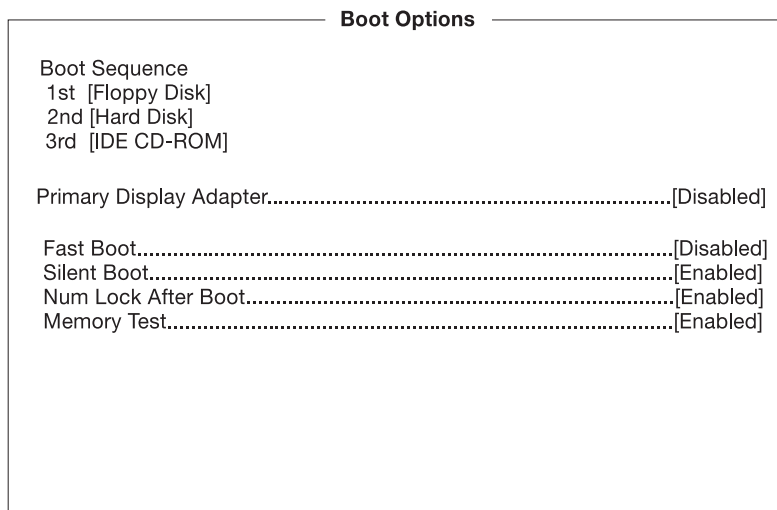 Boot Options
Boot Sequence
1st [Floppy Disk]
2nd [Hard Disk]
3rd [IDE CD-ROM]
Primary Display Adapter..............................................................[Disabled]
Fast Boot..................................................................................[Disabled]
Silent Boot................................................................................[Enabled]
Num Lock After Boot.................................................................[Enabled]
Memory Test.............................................................................[Enabled]